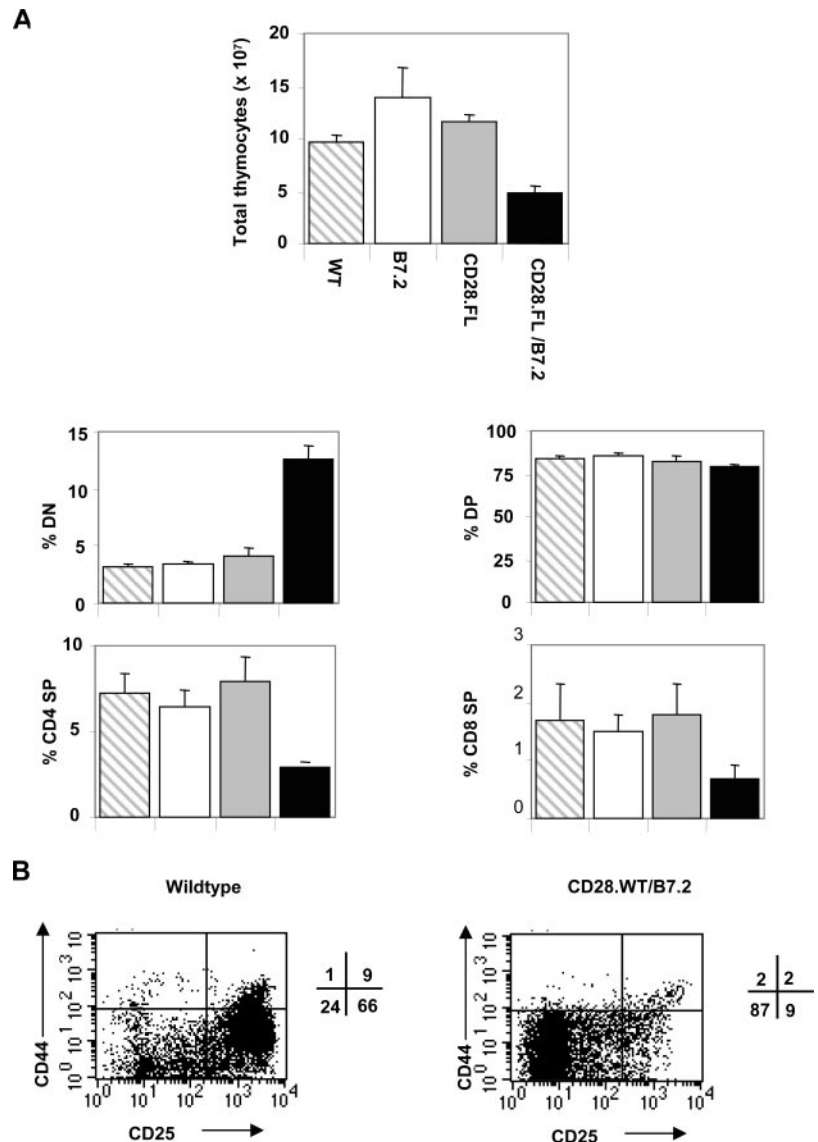 A
Total thymocytes (x 10⁷)
20
15
10
5
0
WT
B7.2
CD28.FL
CD28.FL /B7.2
% DN
15
10
5
0
% DP
100
75
50
25
0
% CD4 SP
10
5
0
% CD8 SP
3
2
1
0
B
Wildtype
CD44
10⁰ 10¹ 10² 10³ 10
10⁰ 10¹ 10² 10³ 10⁴
CD25
1 9
24 66
CD28.WT/B7.2
CD44
10⁰ 10¹ 10² 10³ 10
10⁰ 10¹ 10² 10³ 10⁴
CD25
2 2
87 9